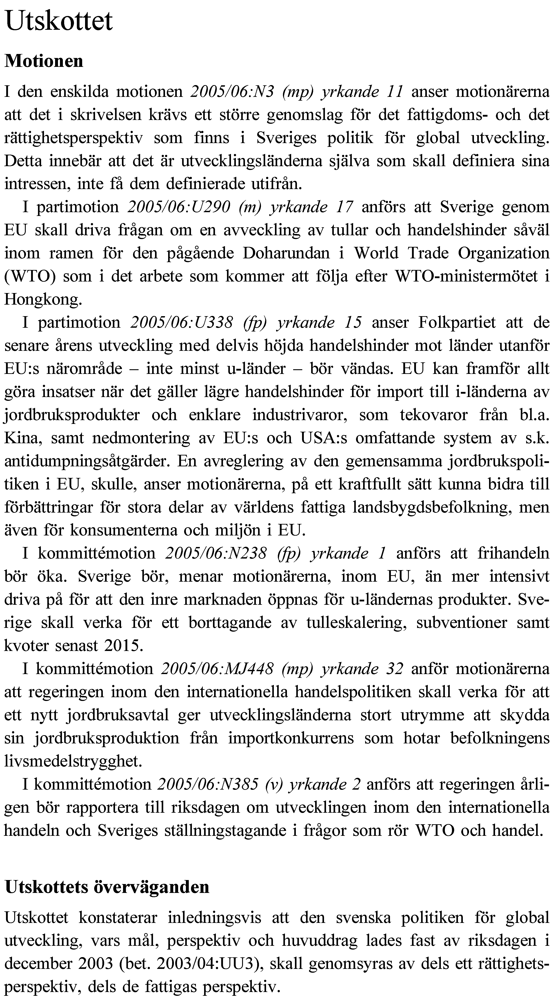 Utskottet
Motionen
I den enskilda motionen 2005/06:N3 (mp) yrkande 11 anser motionärerna
att det i skrivelsen krävs ett större genomslag för det fattigdoms- och det
rättighetsperspektiv som finns i Sveriges politik för global utveckling.
Detta innebär att det är utvecklingsländerna själva som skall definiera sina
intressen, inte få dem definierade utifrån.
I partimotion 2005/06:U290 (m) yrkande 17 anförs att Sverige genom
EU skall driva frågan om en avveckling av tullar och handelshinder såväl
inom ramen för den pågående Doharundan i World Trade Organization
(WTO) som i det arbete som kommer att följa efter WTO-ministermötet i
Hongkong.
I partimotion 2005/06:U338 (fp) yrkande 15 anser Folkpartiet att de
senare årens utveckling med delvis höjda handelshinder mot länder utanför
EU:s närområde – inte minst u-länder – bör vändas. EU kan framför allt
göra insatser när det gäller lägre handelshinder för import till i-länderna av
jordbruksprodukter och enklare industrivaror, som tekovaror från bl.a.
Kina, samt nedmontering av EU:s och USA:s omfattande system av s.k.
antidumpningsåtgärder. En avreglering av den gemensamma jordbrukspoli-
tiken i EU, skulle, anser motionärerna, på ett kraftfullt sätt kunna bidra till
förbättringar för stora delar av världens fattiga landsbygdsbefolkning, men
även för konsumenterna och miljön i EU.
I kommittémotion 2005/06:N238 (fp) yrkande 1 anförs att frihandeln
bör öka. Sverige bör, menar motionärerna, inom EU, än mer intensivt
driva på för att den inre marknaden öppnas för u-ländernas produkter. Sve-
rige skall verka för ett borttagande av tulleskalering, subventioner samt
kvoter senast 2015.
I kommittémotion 2005/06:MJ448 (mp) yrkande 32 anför motionärerna
att regeringen inom den internationella handelspolitiken skall verka för att
ett nytt jordbruksavtal ger utvecklingsländerna stort utrymme att skydda
sin jordbruksproduktion från importkonkurrens som hotar befolkningens
livsmedelstrygghet.
I kommittémotion 2005/06:N385 (v) yrkande 2 anförs att regeringen årli-
gen bör rapportera till riksdagen om utvecklingen inom den internationella
handeln och Sveriges ställningstagande i frågor som rör WTO och handel.
Utskottets överväganden
Utskottet konstaterar inledningsvis att den svenska politiken för global
utveckling, vars mål, perspektiv och huvuddrag lades fast av riksdagen i
december 2003 (bet. 2003/04:UU3), skall genomsyras av dels ett rättighets-
perspektiv, dels de fattigas perspektiv.